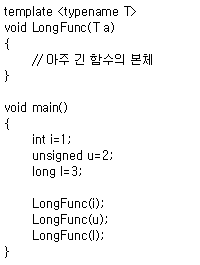 template <typename T>
void LongFunc(T a)
{
// 아주 긴 함수의 본체
}
void main()
{
int i=1;
unsigned u=2;
long l=3;
LongFunc(i);
LongFunc(u);
LongFunc(l);
}